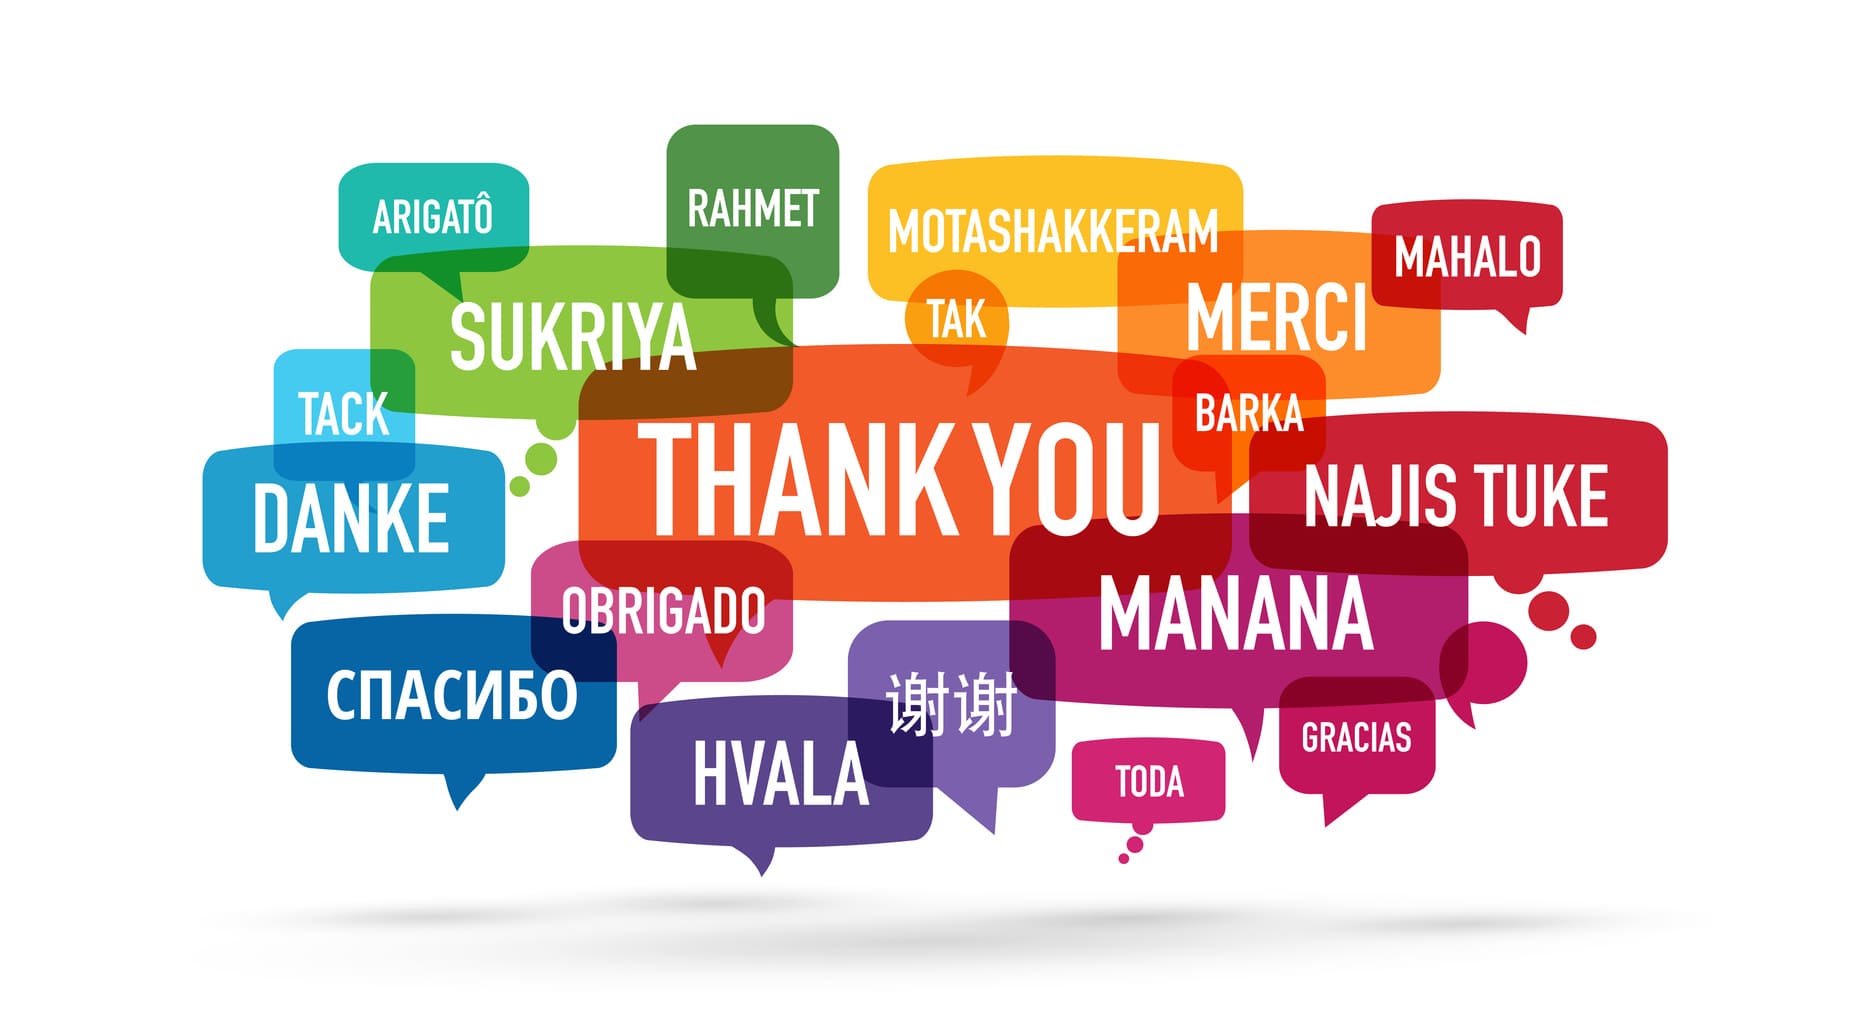 ARIGATÔ
RAHMET
MOTASHAKKERAM
MAHALO
SUKRIYA
TAK
MERCI
TACK
BARKA
THANK YOU
DANKE
NAJIS TUKE
OBRIGADO
MANANA
СПАСИБО
谢谢
HVALA
GRACIAS
TODA